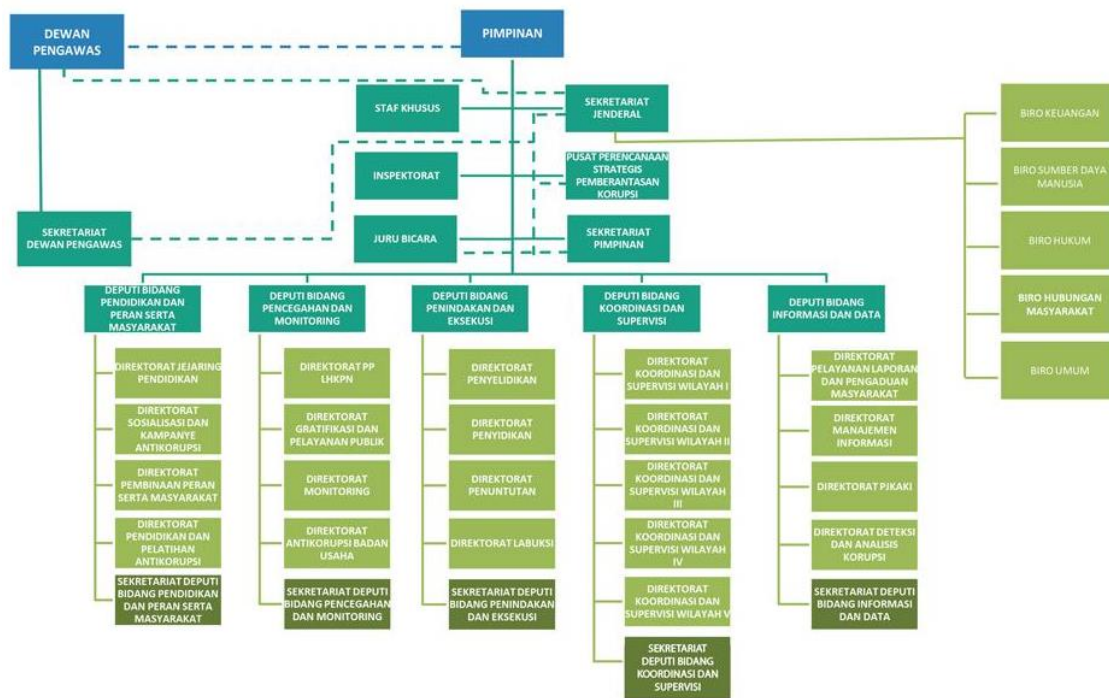 DEWAN
PENGAWAS
PIMPINAN
STAF KHUSUS
SEKRETARIAT
JENDERAL
INSPEKTORAT
PUSAT PERENCANAAN
STRATEGIS
PEMBERANTASAN
KORUPSI
SEKRETARIAT
DEWAN PENGAWAS
JURU BICARA
SEKRETARIAT
PIMPINAN
BIRO KEUANGAN
BIRO SUMBER DAYA
MANUSIA
BIRO HUKUM
BIRO HUBUNGAN
MASYARAKAT
BIRO UMUM
DEPUTI BIDANG
PENDIDIKAN DAN
PERAN SERTA
MASYARAKAT
DIREKTORAT JEJARING
PENDIDIKAN
DIREKTORAT
SOSIALISASI DAN
KAMPANYE
ANTIKORUPSI
DIREKTORAT
PEMBINAAN PERAN
SERTA MASYARAKAT
DIREKTORAT
PENDIDIKAN DAN
PELATIHAN
ANTIKORUPSI
SEKRETARIAT DEPUTI
BIDANG PENDIDIKAN
DAN PERAN SERTA
MASYARAKAT
DEPUTI BIDANG
PENCEGAHAN DAN
MONITORING
DIREKTORAT PP
LHKPN
DIREKTORAT
GRATIFIKASI DAN
PELAYANAN PUBLIK
DIREKTORAT
MONITORING
DIREKTORAT
ANTIKORUPSI BADAN
USAHA
SEKRETARIAT DEPUTI
BIDANG PENCEGAHAN
DAN MONITORING
DEPUTI BIDANG
PENINDAKAN DAN
EKSEKUSI
DIREKTORAT
PENYELIDIKAN
DIREKTORAT
PENYIDIKAN
DIREKTORAT
PENUNTUTAN
DIREKTORAT LABUKSI
SEKRETARIAT DEPUTI
BIDANG PENINDAKAN
DAN EKSEKUSI
DEPUTI BIDANG
KOORDINASI DAN
SUPERVISI
DIREKTORAT
KOORDINASI DAN
SUPERVISI WILAYAH I
DIREKTORAT
KOORDINASI DAN
SUPERVISI WILAYAH II
DIREKTORAT
KOORDINASI DAN
SUPERVISI WILAYAH
III
DIREKTORAT
KOORDINASI DAN
SUPERVISI WILAYAH
IV
DIREKTORAT
KOORDINASI DAN
SUPERVISI WILAYAH V
SEKRETARIAT
DEPUTI BIDANG
KOORDINASI DAN
SUPERVISI
DEPUTI BIDANG
INFORMASI DAN DATA
DIREKTORAT
PELAYANAN LAPORAN
DAN PENGADUAN
MASYARAKAT
DIREKTORAT
MANAJEMEN
INFORMASI
DIREKTORAT PJKAKI
DIREKTORAT DETEKSI
DAN ANALISIS
KORUPSI
SEKRETARIAT DEPUTI
BIDANG INFORMASI
DAN DATA